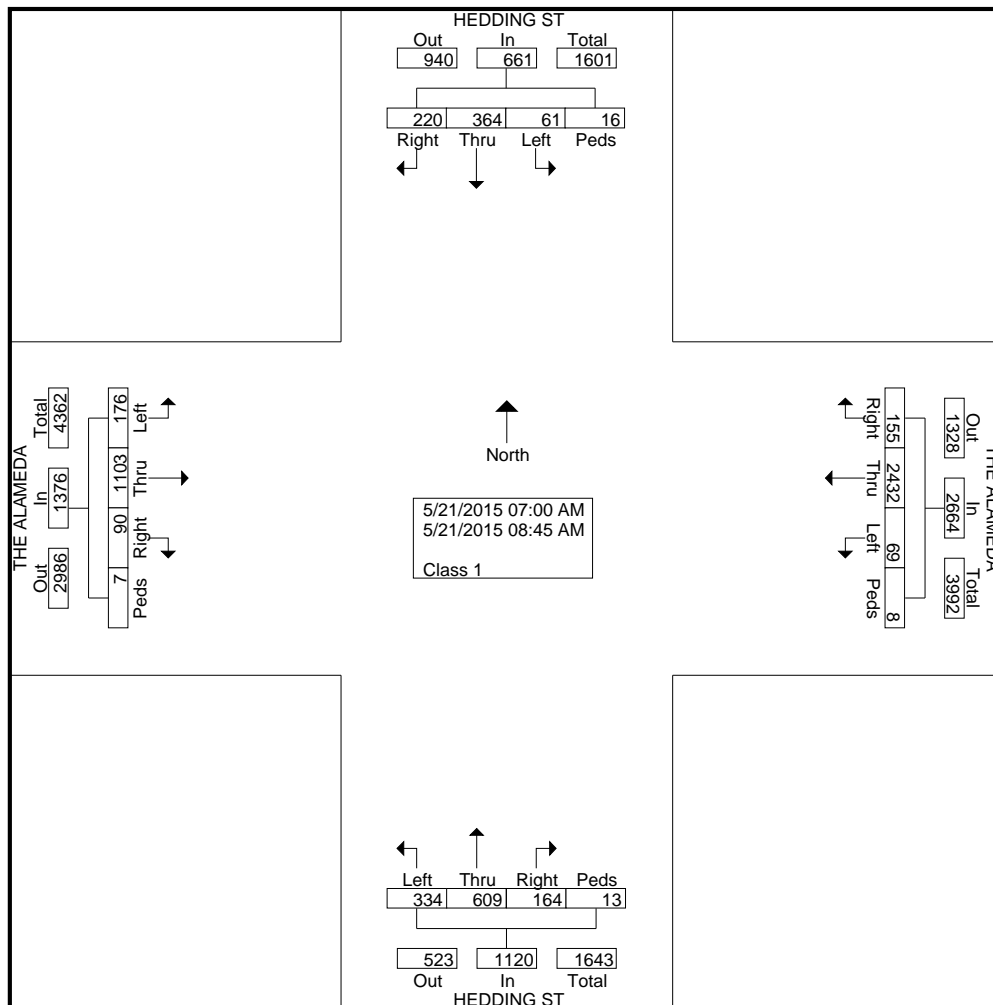 HEDDING ST
Out In Total
940 661 1601
220 364 61 16
Right Thru Left Peds
THE ALAMEDA
Out In Total
2986 1376 4362
7 90 1103 176
Peds Right Thru Left
North
5/21/2015 07:00 AM
5/21/2015 08:45 AM
Class 1
Right Thru Left Peds
155 2432 69 8
1328 2664 3992
Out In Total
THE ALAMEDA
Left Thru Right Peds
334 609 164 13
523 1120 1643
Out In Total
HEDDING ST